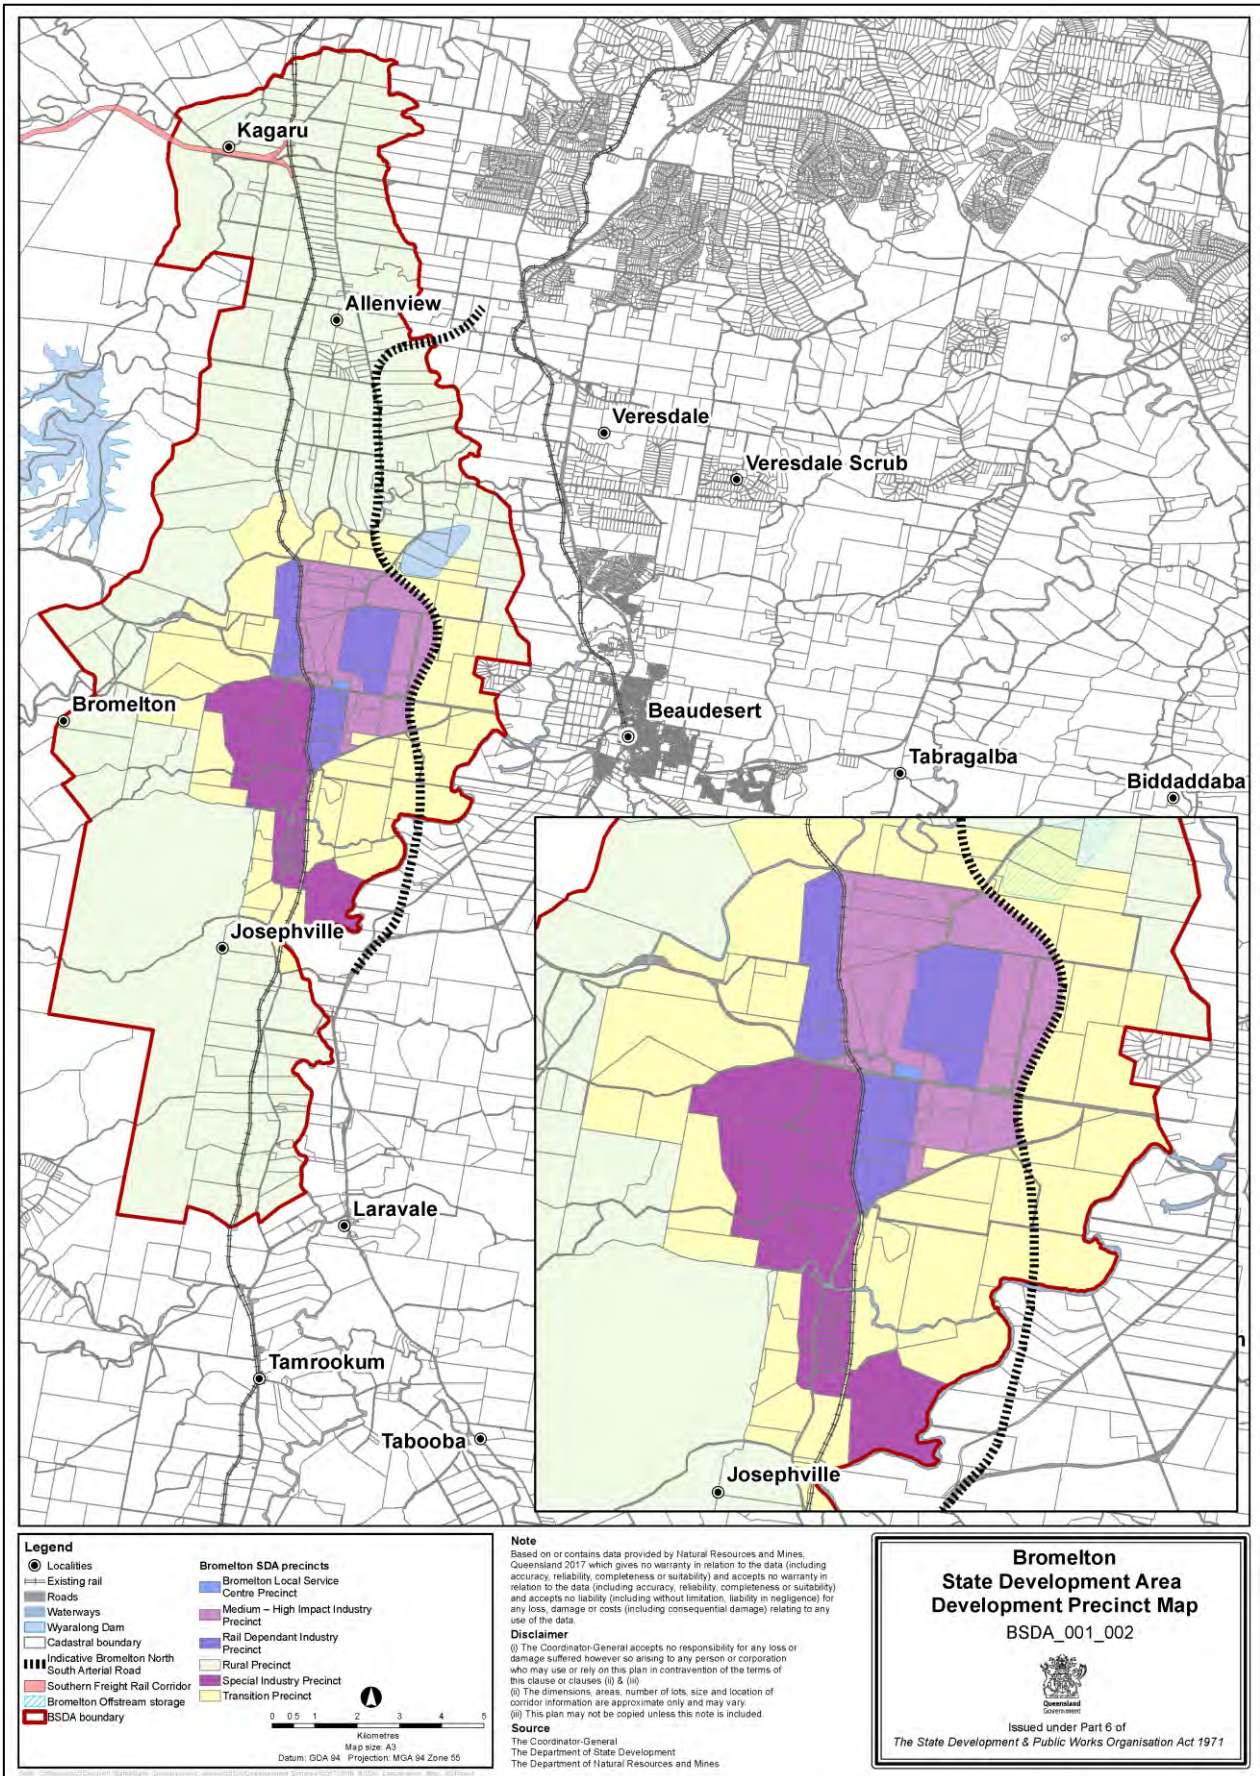 Kagaru
Allenview
Veresdale
Veresdale Scrub
Bromelton
Beaudesert
Tabragalba
Biddaddaba
Josephville
Laravale
Tamrookum
Tabooba
Josephville
n
Legend
Localities
Existing rail
Roads
Waterways
Wyaralong Dam
Cadastral boundary
Indicative Bromelton North
South Arterial Road
Southern Freight Rail Corridor
Bromelton Offstream storage
BSDA boundary
Bromelton SDA precincts
Bromelton Local Service
Centre Precinct
Medium – High Impact Industry
Precinct
Rail Dependant Industry
Precinct
Rural Precinct
Special Industry Precinct
Transition Precinct
0 0.5 1 2 3 4 5
Kilometres
Map size: A3
Datum: GDA 94 Projection: MGA 94 Zone 55
Note
Based on or contains data provided by Natural Resources and Mines,
Queensland 2017 which gives no warranty in relation to the data (including
accuracy, reliability, completeness or suitability) and accepts no warranty in
relation to the data (including accuracy, reliability, completeness or suitability)
and accepts no liability (including without limitation, liability in negligence) for
any loss, damage or costs (including consequential damage) relating to any
use of the data.
Disclaimer
(i) The Coordinator-General accepts no responsibility for any loss or
damage suffered however so arising to any person or corporation
who may use or rely on this plan in contravention of the terms of
this clause or clauses (ii) & (iii)
(ii) The dimensions, areas, number of lots, size and location of
corridor information are approximate only and may vary.
(iii) This plan may not be copied unless this note is included.
Source
The Coordinator-General
The Department of State Development
The Department of Natural Resources and Mines
Bromelton
State Development Area
Development Precinct Map
BSDA_001_002
Queensland
Government
Issued under Part 6 of
The State Development & Public Works Organisation Act 1971